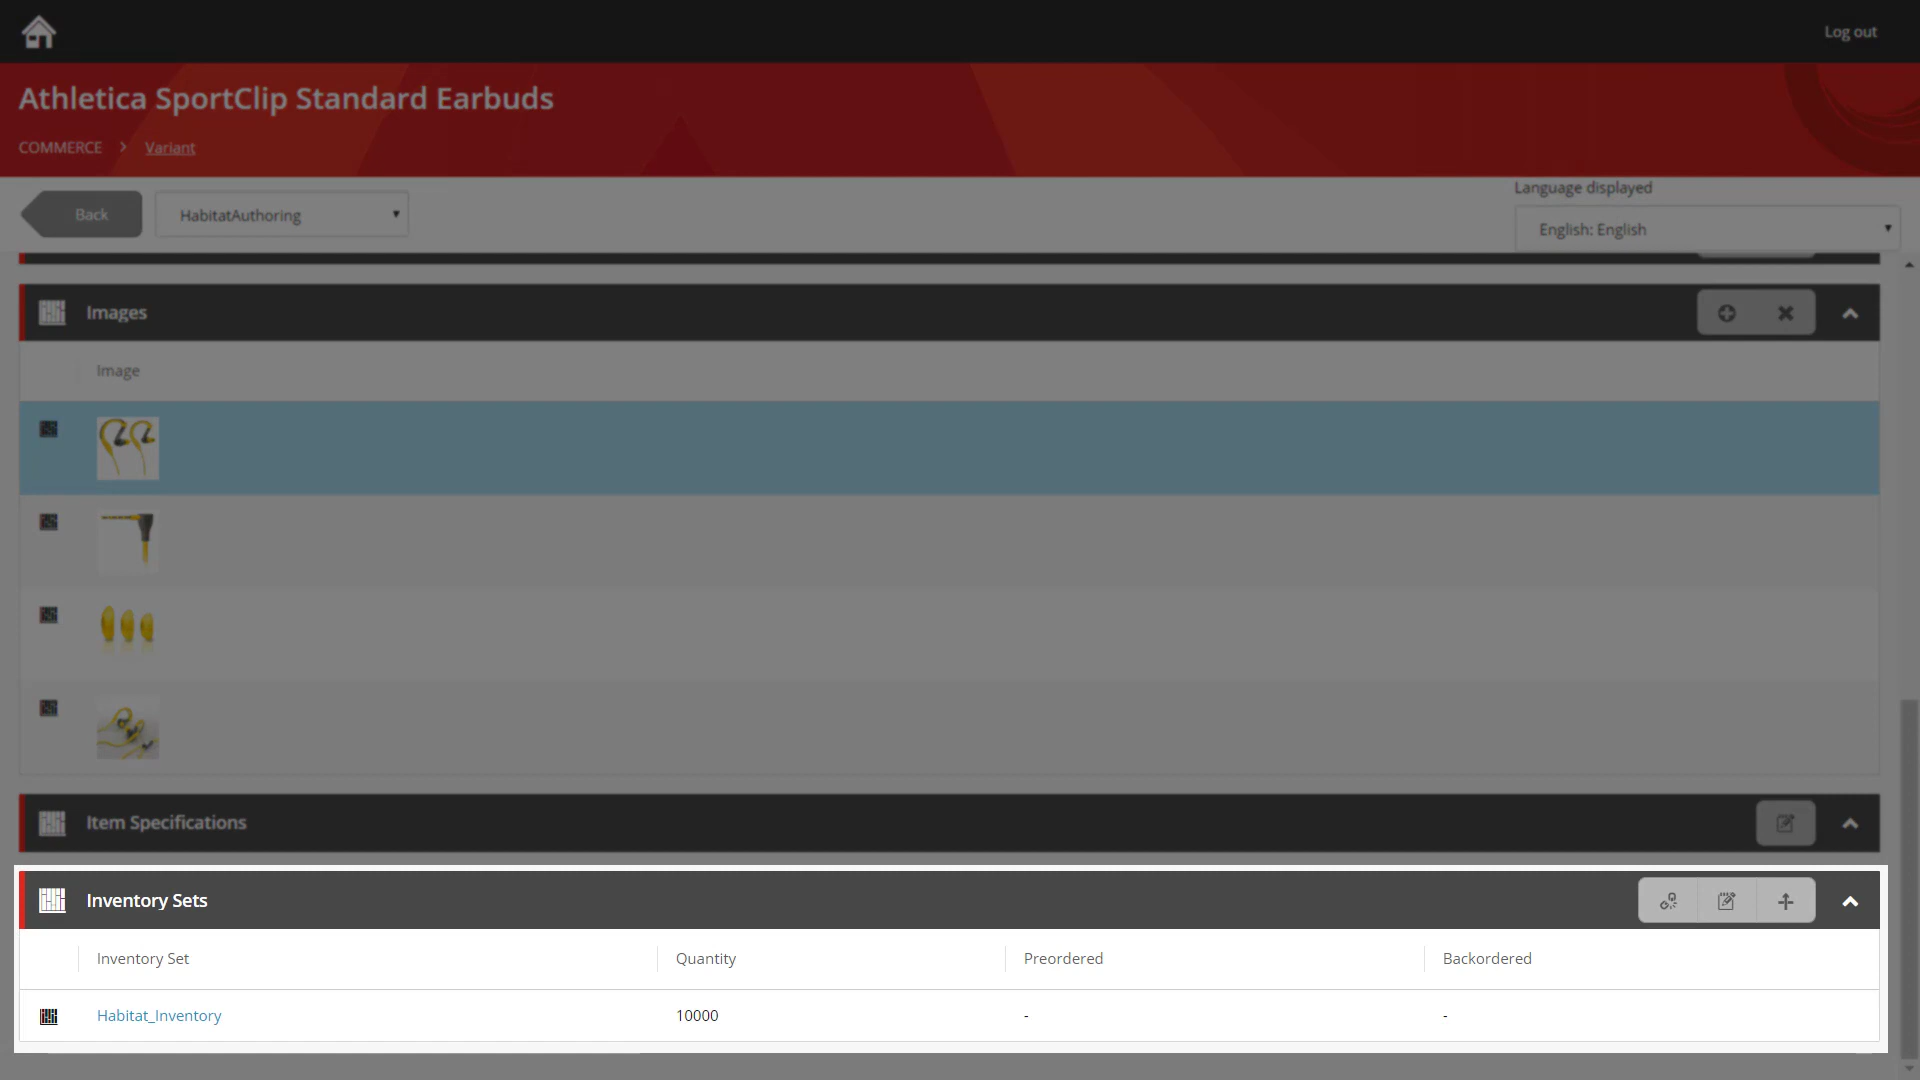 Log out
Athletica SportClip Standard Earbuds
COMMERCE > Variant
Language displayed
Back
HabitatAuthoring
English: English
Images
Image
Item Specifications
Inventory Sets
Inventory Set Quantity Preordered Backordered
Habitat_Inventory 10000 - -